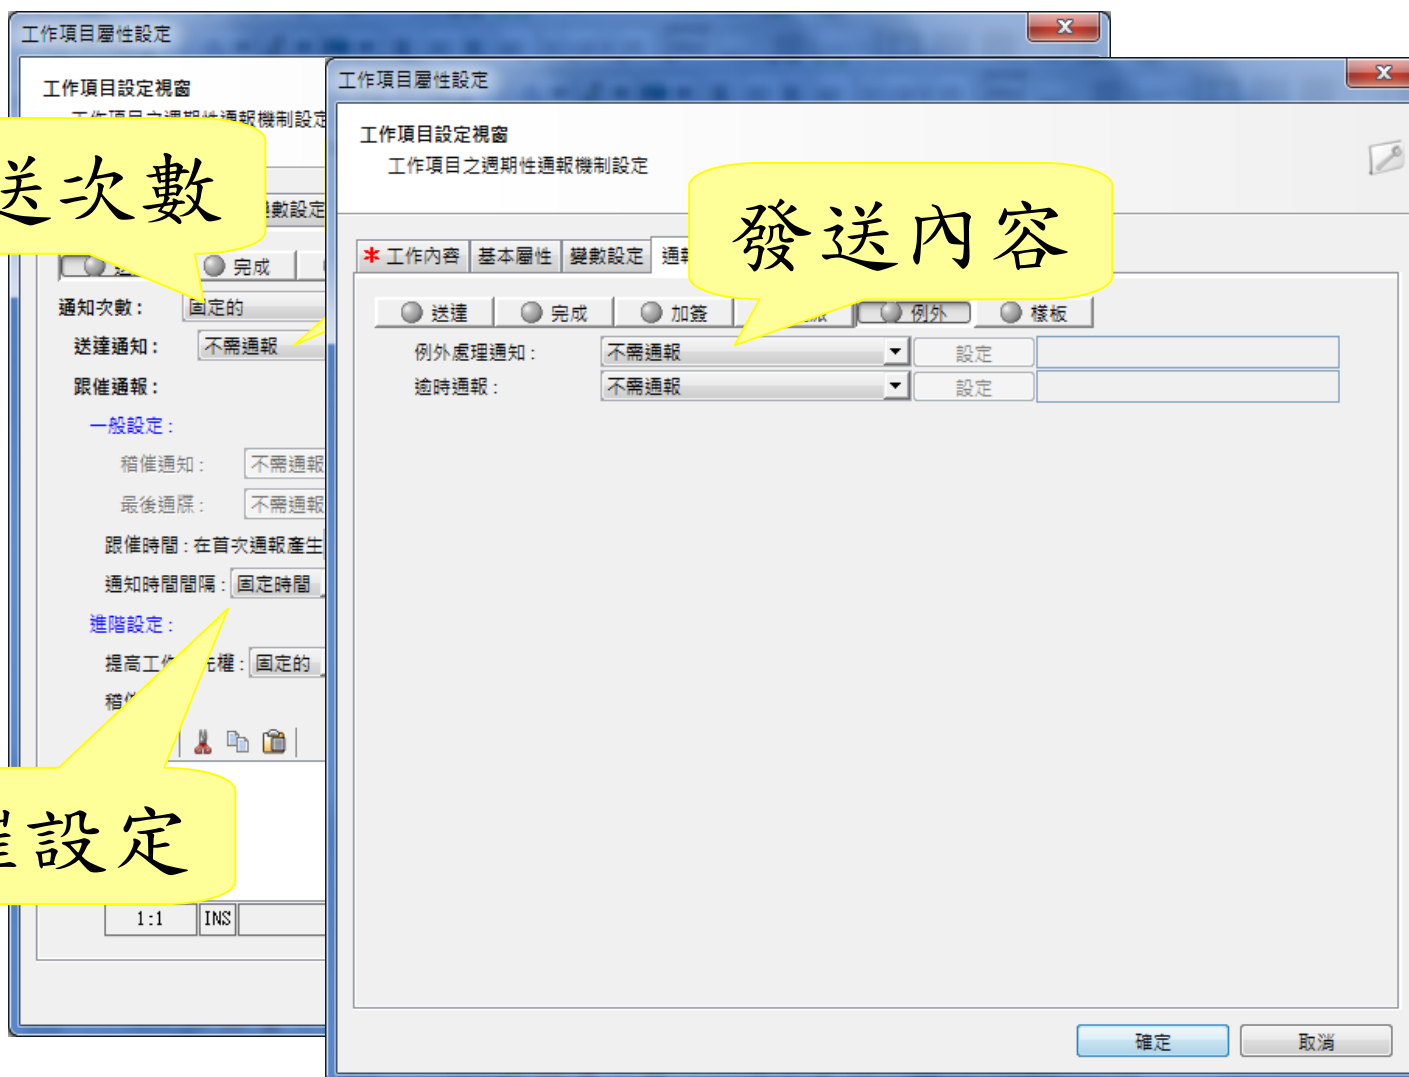 工作項目屬性設定
工作項目設定視窗
送次數
數設定
完成
通知次數：
固定的
送達通知：
不需通報
跟催通報：
一般設定：
稽催通知：
不需通報
最後通牒：
不需通報
跟催時間：在首次通報產生
通知時間間隔：
固定時間
進階設定：
固定的
設定
1:1
INS
工作項目屬性設定
工作項目設定視窗
工作項目之週期性通報機制設定
發送內容
* 工作內容
基本屬性
變數設定
送達
完成
加簽
例外
樣板
例外處理通知：
不需通報
設定
逾時通報：
不需通報
設定
確定
取消